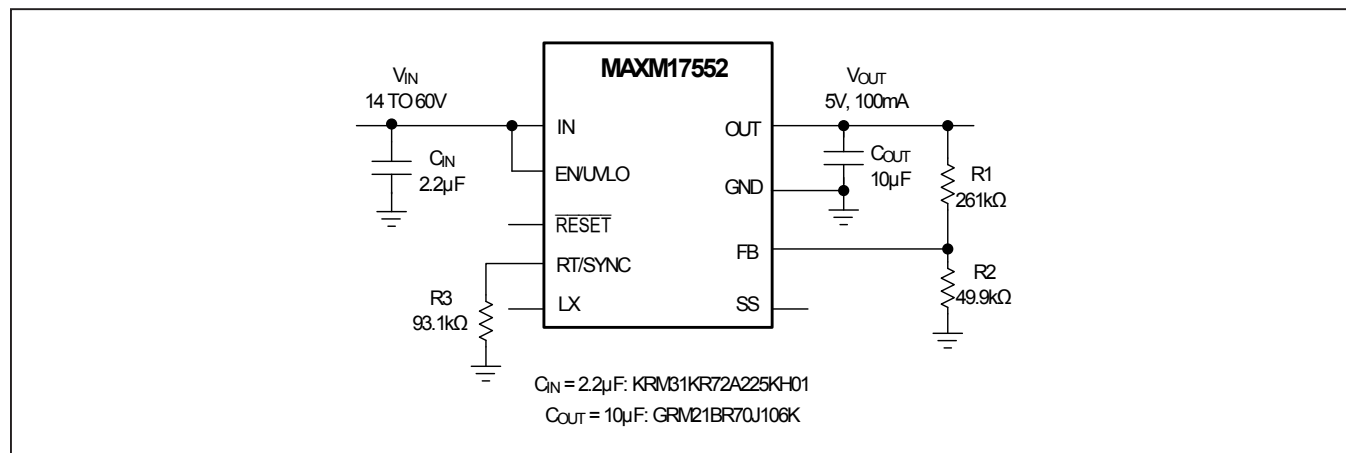 MAXM17552
VIN
14 TO 60V
CIN
2.2µF
IN
EN/UVLO
RESET
RT/SYNC
LX
R3
93.1kΩ
OUT
GND
FB
SS
VOUT
5V, 100mA
COUT
10µF
R1
261kΩ
R2
49.9kΩ
CIN = 2.2µF: KRM31KR72A225KH01
COUT = 10µF: GRM21BR70J106K